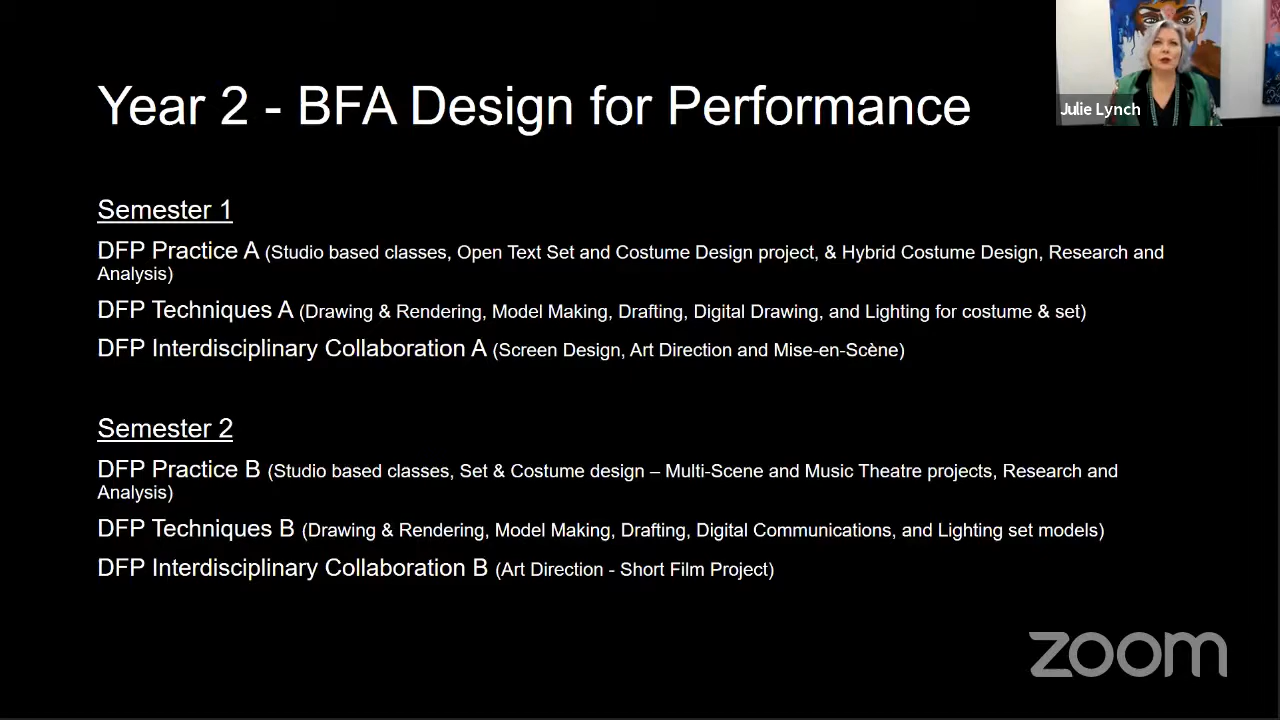 Year 2 - BFA Design for Performance
Julie Lynch
Semester 1
DFP Practice A (Studio based classes, Open Text Set and Costume Design project, & Hybrid Costume Design, Research and
Analysis)
DFP Techniques A (Drawing & Rendering, Model Making, Drafting, Digital Drawing, and Lighting for costume & set)
DFP Interdisciplinary Collaboration A (Screen Design, Art Direction and Mise-en-Scène)
Semester 2
DFP Practice B (Studio based classes, Set & Costume design – Multi-Scene and Music Theatre projects, Research and
Analysis)
DFP Techniques B (Drawing & Rendering, Model Making, Drafting, Digital Communications, and Lighting set models)
DFP Interdisciplinary Collaboration B (Art Direction - Short Film Project)
zoom